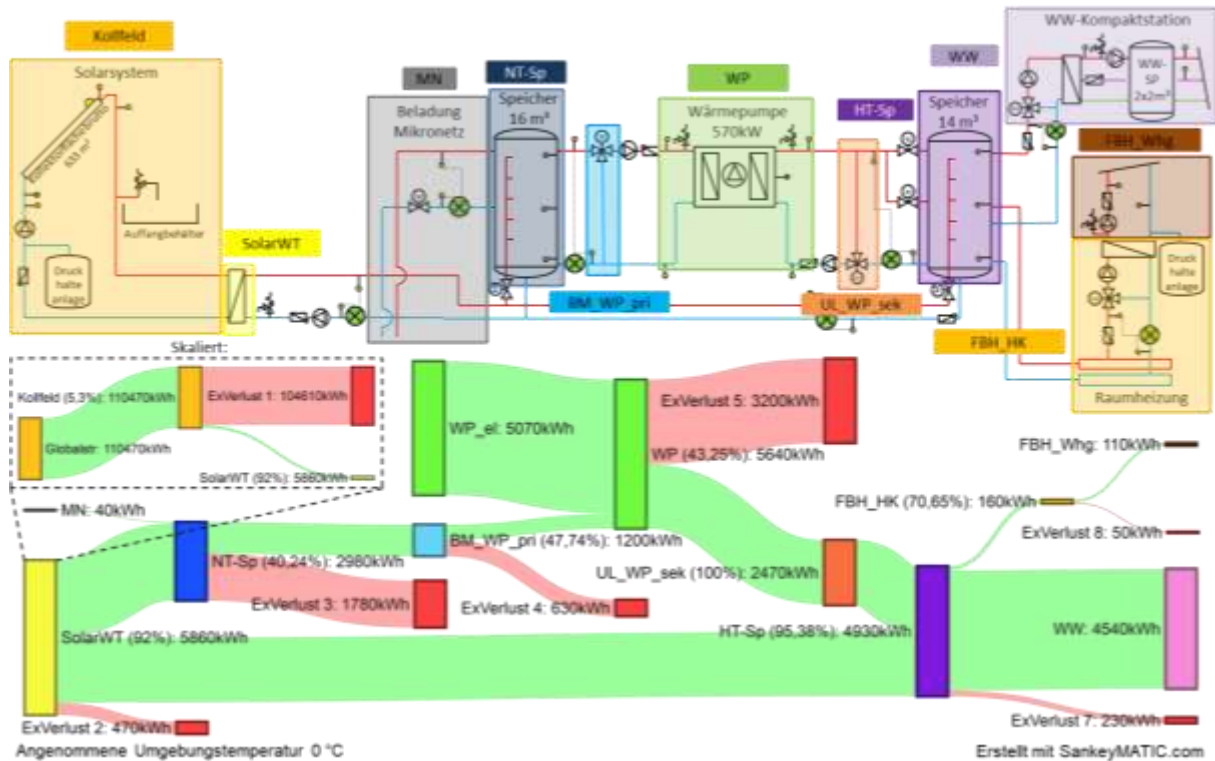 Kollfeld
Solarsystem
633 m²
Auffangbehälter
Druck
halte
anlage
SolarWT
MN
Beladung
Mikronetz
NT-Sp
Speicher
16 m³
BM_WP_pri
WP
Wärmepumpe
570kW
HT-Sp
UL_WP_sek
WW
Speicher
14 m³
WW-Kompaktstation
WW-
SP
2x2m³
FBH_Whg
Druck
halte
anlage
FBH_HK
Raumheizung
Skaliert:
Kollfeld (5,3%): 110470kWh
Globalstr: 110470kWh
ExVerlust 1: 104610kWh
SolarWT (92%): 5860kWh
MN: 40kWh
NT-Sp (40,24%): 2980kWh
ExVerlust 3: 1780kWh
SolarWT (92%): 5860kWh
ExVerlust 2: 470kWh
WP_el: 5070kWh
BM_WP_pri (47,74%): 1200kWh
ExVerlust 4: 630kWh
ExVerlust 5: 3200kWh
WP (43,25%): 5640kWh
UL_WP_sek (100%): 2470kWh
HT-Sp (95,38%): 4930kWh
FBH_Whg: 110kWh
FBH_HK (70,65%): 160kWh
ExVerlust 8: 50kWh
WW: 4540kWh
ExVerlust 7: 230kWh
Angenommene Umgebungstemperatur 0 °C
Erstellt mit SankeyMATIC.com